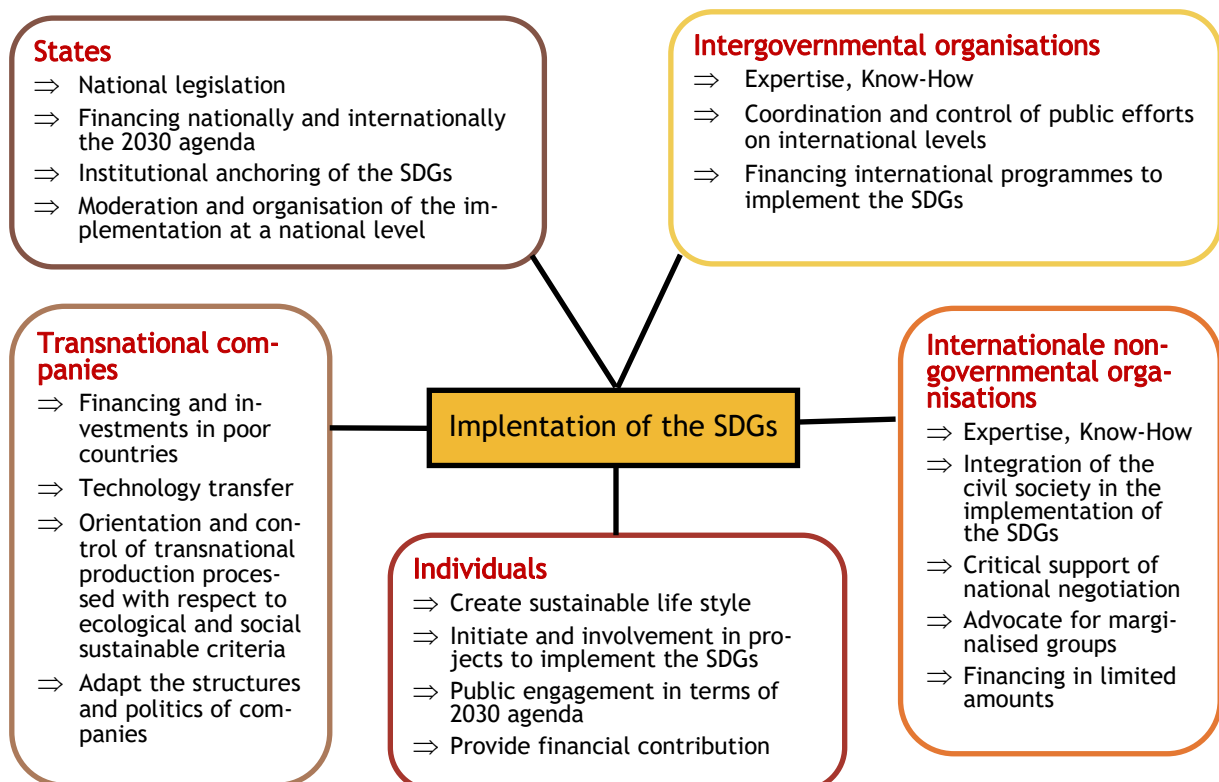 States
⇒ National legislation
⇒ Financing nationally and internationally
the 2030 agenda
⇒ Institutional anchoring of the SDGs
⇒ Moderation and organisation of the im-
plementation at a national level
Intergovernmental organisations
⇒ Expertise, Know-How
⇒ Coordination and control of public efforts
on international levels
⇒ Financing international programmes to
implement the SDGs
Transnational com-
panies
⇒ Financing and in-
vestments in poor
countries
⇒ Technology transfer
⇒ Orientation and con-
trol of transnational
production proces-
sed with respect to
ecological and social
sustainable criteria
⇒ Adapt the structures
and politics of com-
panies
Implentation of the SDGs
Internationale non-
governmental orga-
nisations
⇒ Expertise, Know-How
⇒ Integration of the
civil society in the
implementation of
the SDGs
⇒ Critical support of
national negotiation
⇒ Advocate for margi-
nalised groups
⇒ Financing in limited
amounts
Individuals
⇒ Create sustainable life style
⇒ Initiate and involvement in pro-
jects to implement the SDGs
⇒ Public engagement in terms of
2030 agenda
⇒ Provide financial contribution